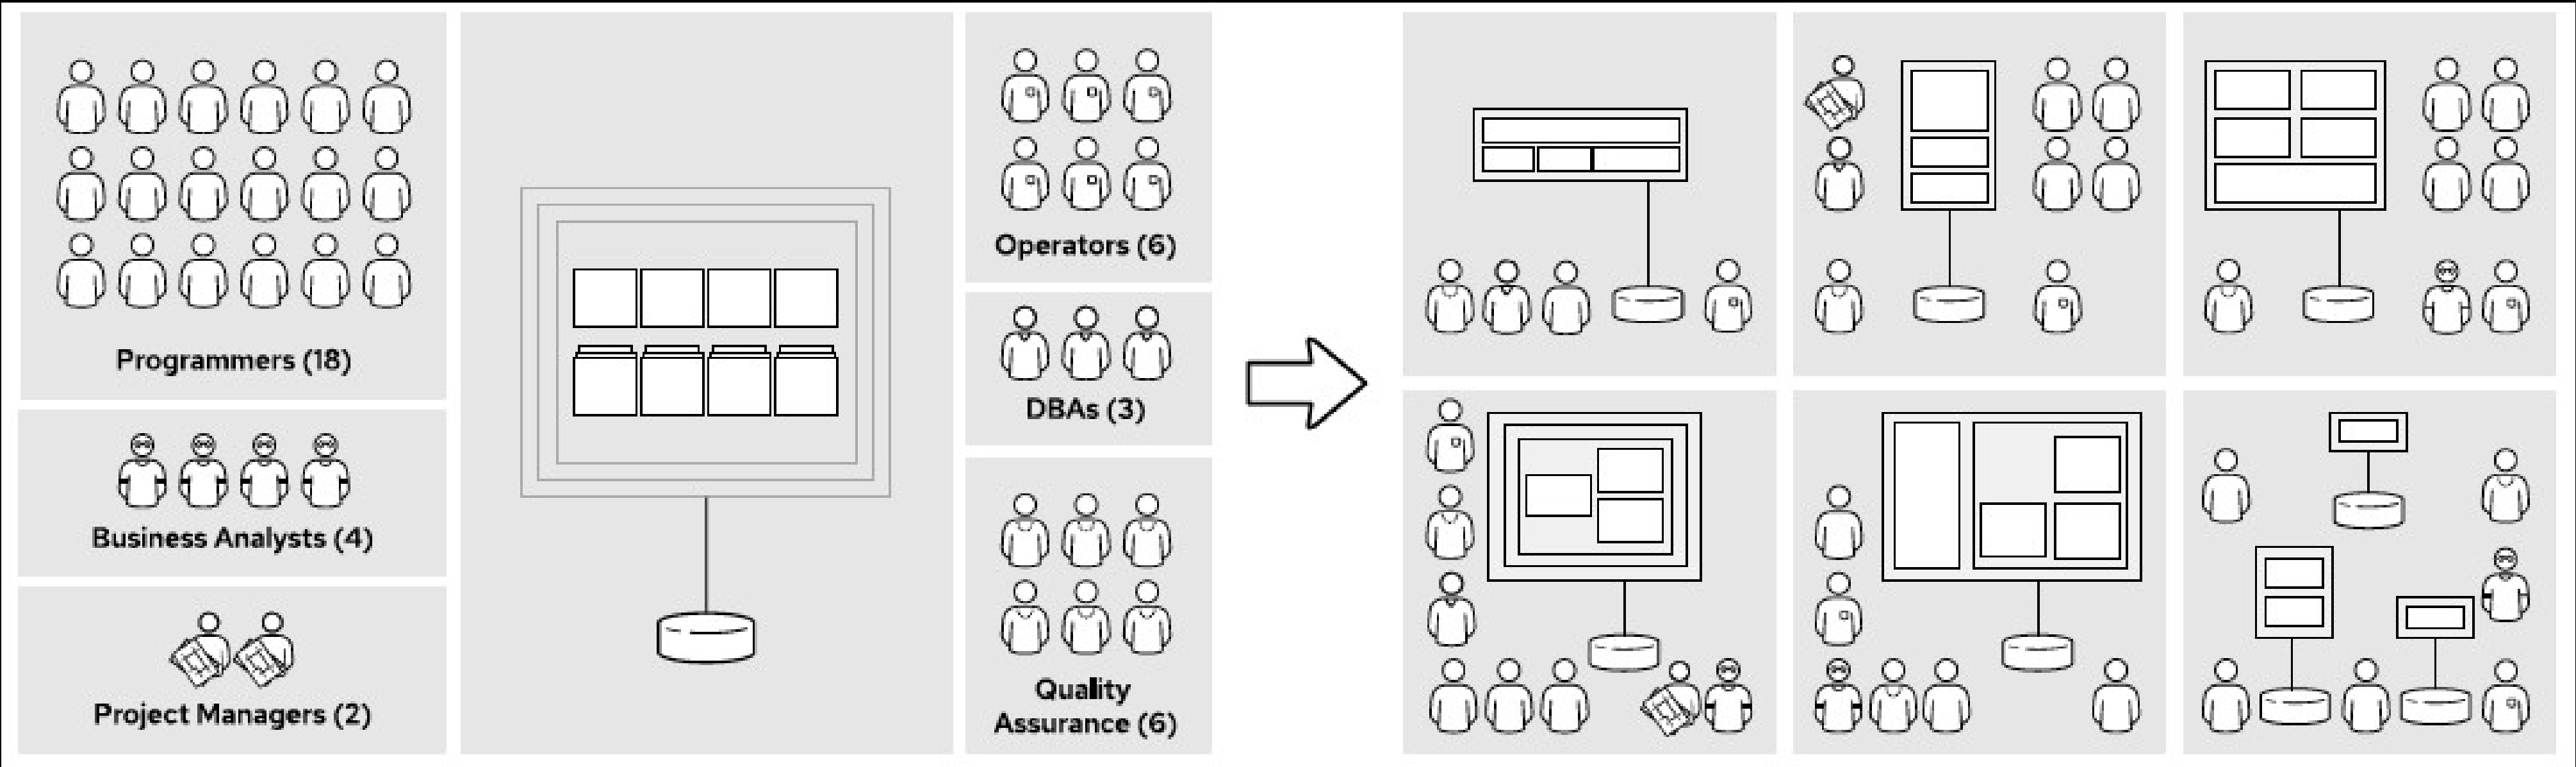 Programmers (18)
Business Analysts (4)
Project Managers (2)
Operators (6)
DBAs (3)
Quality
Assurance (6)